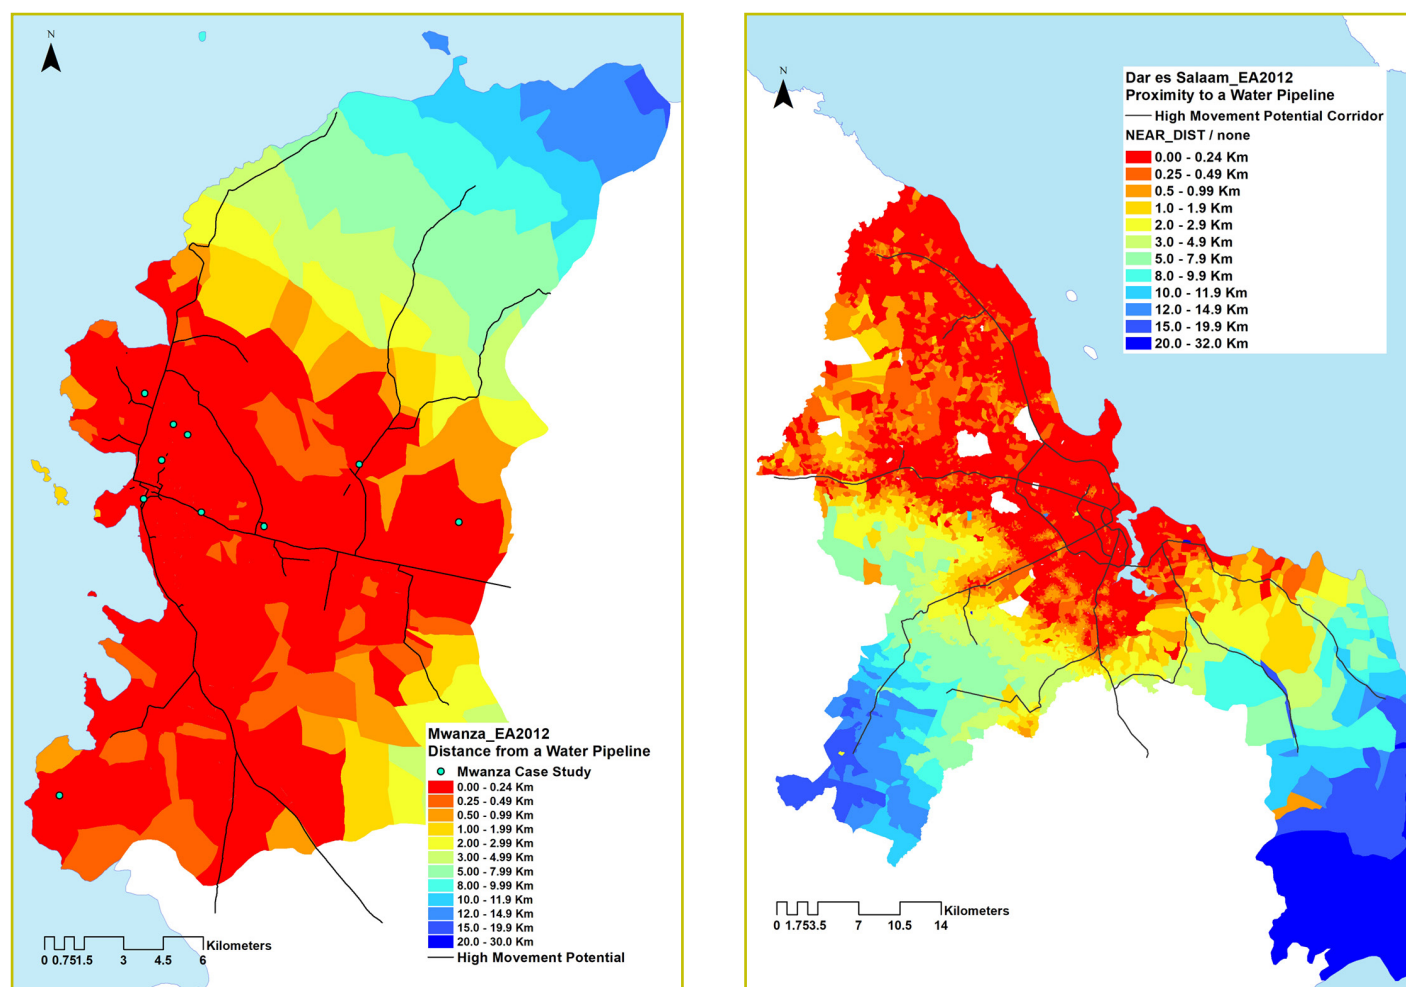 N
Mwanza_EA2012
Distance from a Water Pipeline
Mwanza Case Study
0.00 - 0.24 Km
0.25 - 0.49 Km
0.50 - 0.99 Km
1.00 - 1.99 Km
2.00 - 2.99 Km
3.00 - 4.99 Km
5.00 - 7.99 Km
8.00 - 9.99 Km
10.0 - 11.9 Km
12.0 - 14.9 Km
15.0 - 19.9 Km
20.0 - 30.0 Km
High Movement Potential
Kilometers
0 0.751.5 3 4.5 6
N
Dar es Salaam_EA2012
Proximity to a Water Pipeline
High Movement Potential Corridor
NEAR_DIST / none
0.00 - 0.24 Km
0.25 - 0.49 Km
0.5 - 0.99 Km
1.0 - 1.9 Km
2.0 - 2.9 Km
3.0 - 4.9 Km
5.0 - 7.9 Km
8.0 - 9.9 Km
10.0 - 11.9 Km
12.0 - 14.9 Km
15.0 - 19.9 Km
20.0 - 32.0 Km
Kilometers
0 1.753.5 7 10.5 14